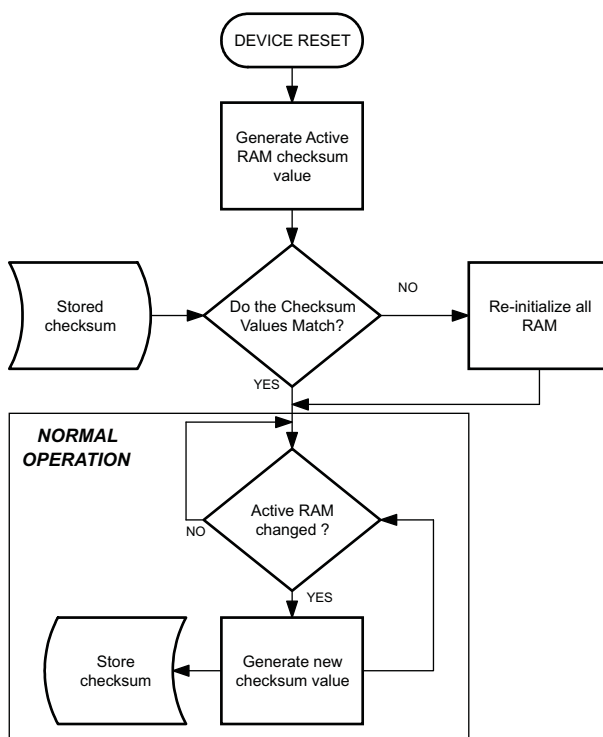 DEVICE RESET
Generate Active
RAM checksum
value
Stored
checksum
Do the Checksum
Values Match?
NO
Re-initialize all
RAM
YES
NORMAL
OPERATION
Active RAM
changed ?
NO
YES
Store
checksum
Generate new
checksum value